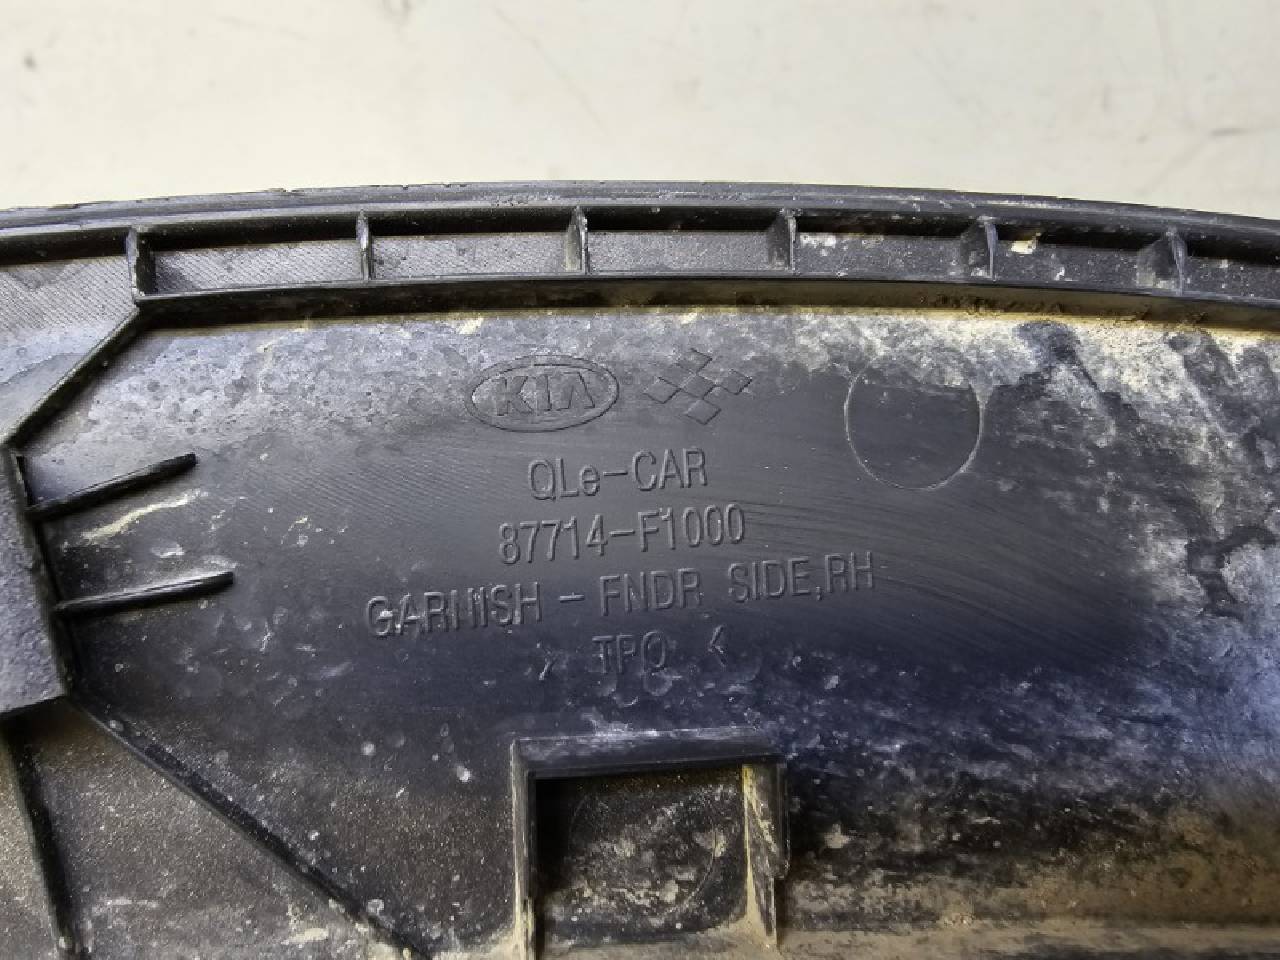 KIA
QLe-CAR
87714-F1000
GARNISH - FNDR SIDE,RH
> TPO <